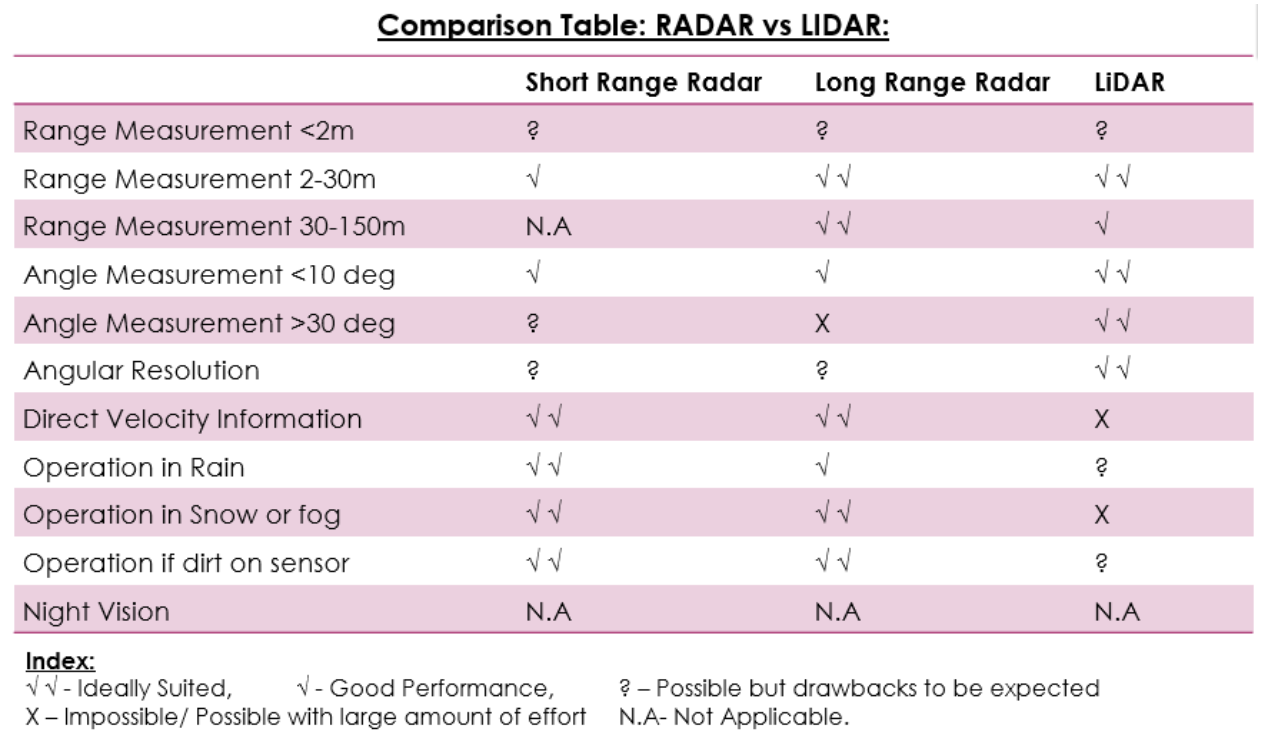 Comparison Table: RADAR vs LIDAR:
Short Range Radar Long Range Radar LiDAR
Range Measurement <2m ? ? ?
Range Measurement 2-30m √ √√ √√
Range Measurement 30-150m N.A √√ √
Angle Measurement <10 deg √ √ √√
Angle Measurement >30 deg ? X √√
Angular Resolution ? ? √√
Direct Velocity Information √√ √√ X
Operation in Rain √√ √ ?
Operation in Snow or fog √√ √√ X
Operation if dirt on sensor √√ √√ ?
Night Vision N.A N.A N.A
Index:
√√ - Ideally Suited, √ - Good Performance, ? – Possible but drawbacks to be expected
X – Impossible/ Possible with large amount of effort N.A- Not Applicable.